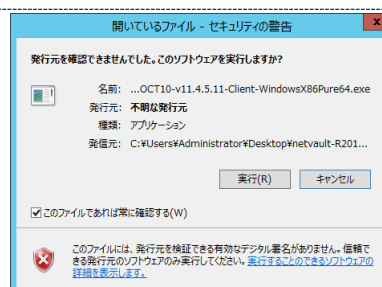 開いているファイル - セキュリティの警告
x
発行元を確認できませんでした。このソフトウェアを実行しますか?
名前: ...OCT10-v11.4.5.11-Client-WindowsX86Pure64.exe
発行元: 不明な発行元
種類: アプリケーション
発信元: C:¥Users¥Administrator¥Desktop¥netvault-R201...
実行(R) キャンセル
このファイルであれば常に確認する(W)
このファイルには、発行元を検証できる有効なデジタル署名がありません。信頼で
きる発行元のソフトウェアのみ実行してください。実行することのできるソフトウェアの
詳細を表示します。